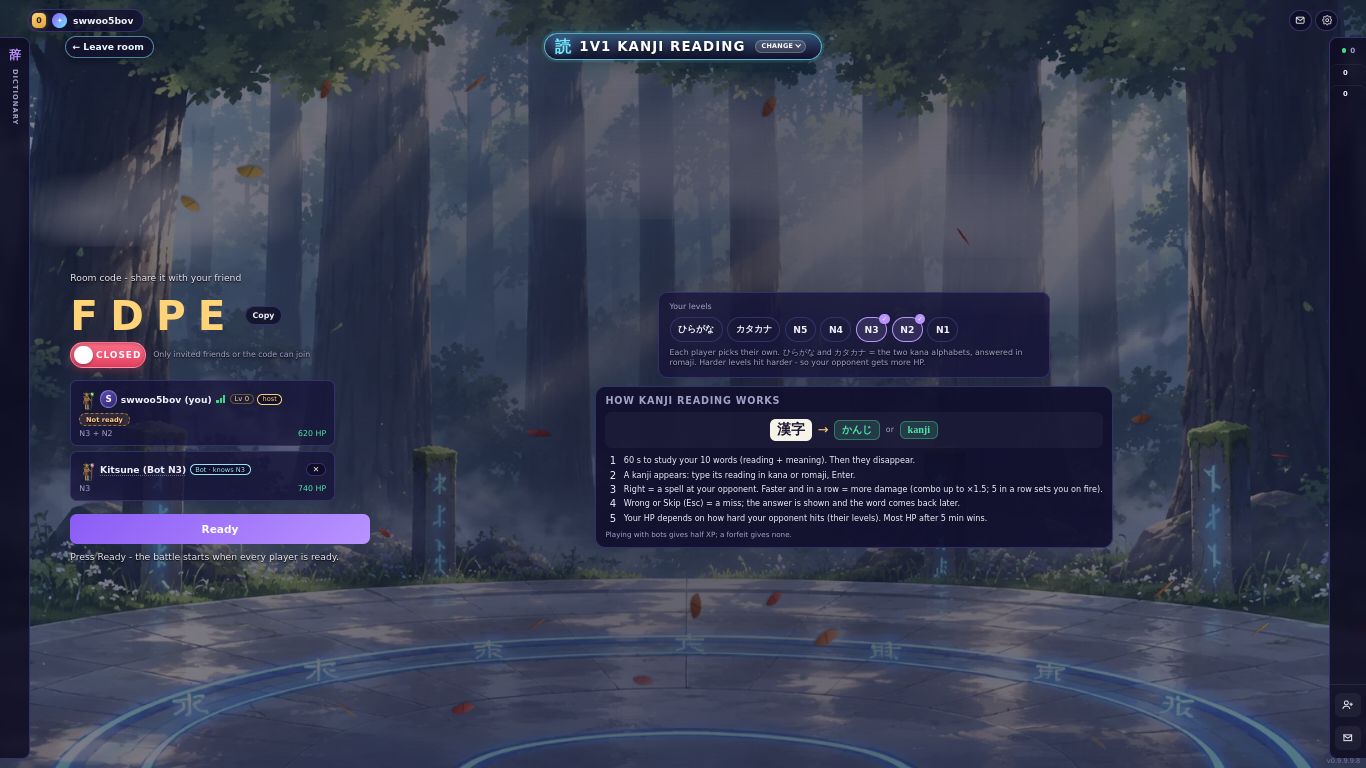 0 swwoo5bov
← Leave room
読 1V1 KANJI READING CHANGE
辞 DICTIONARY
0
0
0
Room code - share it with your friend
FDPE Copy
CLOSED Only invited friends or the code can join
S swwoo5bov (you) Lv 0 host
Not ready
N3 + N2 620 HP
Kitsune (Bot N3) Bot · knows N3 ✕
N3 740 HP
Ready
Press Ready - the battle starts when every player is ready.
Your levels
ひらがな カタカナ N5 N4 N3 ✓ N2 ✓ N1
Each player picks their own. ひらがな and カタカナ = the two kana alphabets, answered in
romaji. Harder levels hit harder - so your opponent gets more HP.
HOW KANJI READING WORKS
漢字 → かんじ or kanji
1 60 s to study your 10 words (reading + meaning). Then they disappear.
2 A kanji appears: type its reading in kana or romaji, Enter.
3 Right = a spell at your opponent. Faster and in a row = more damage (combo up to ×1.5; 5 in a row sets you on fire).
4 Wrong or Skip (Esc) = a miss; the answer is shown and the word comes back later.
5 Your HP depends on how hard your opponent hits (their levels). Most HP after 5 min wins.
Playing with bots gives half XP; a forfeit gives none.